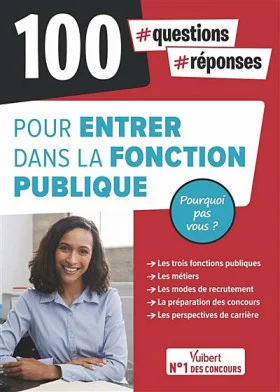 100 #questions
#réponses
POUR ENTRER
DANS LA FONCTION
PUBLIQUE
Pourquoi
pas
vous ?
→ Les trois fonctions publiques
→ Les métiers
→ Les modes de recrutement
→ La préparation des concours
→ Les perspectives de carrière
Vuibert
N°1 DES CONCOURS